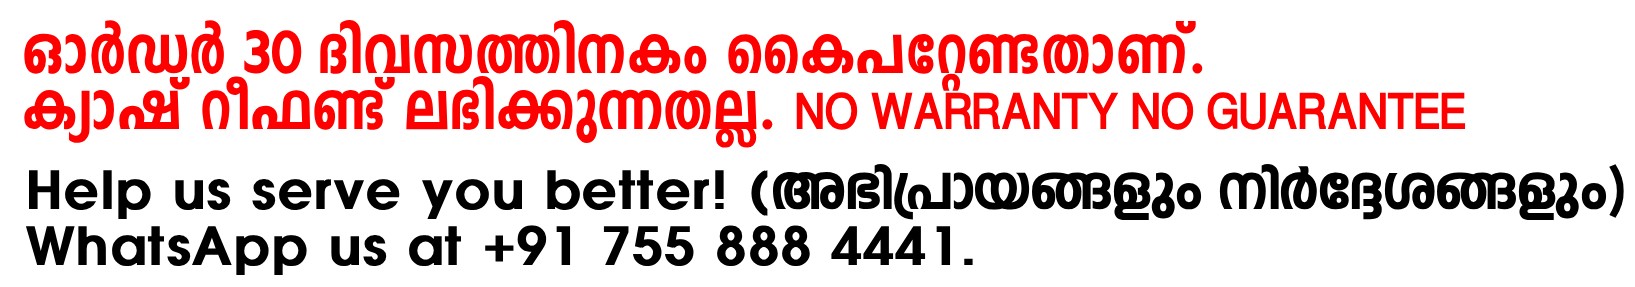 ഓർഡർ 30 ദിവസത്തിനകം കൈപറ്റേണ്ടതാണ്.
ക്യാഷ് റീഫണ്ട് ലഭിക്കുന്നതല്ല. NO WARRANTY NO GUARANTEE
Help us serve you better! (അഭിപ്രായങ്ങളും നിർദ്ദേശങ്ങളും)
WhatsApp us at +91 755 888 4441.